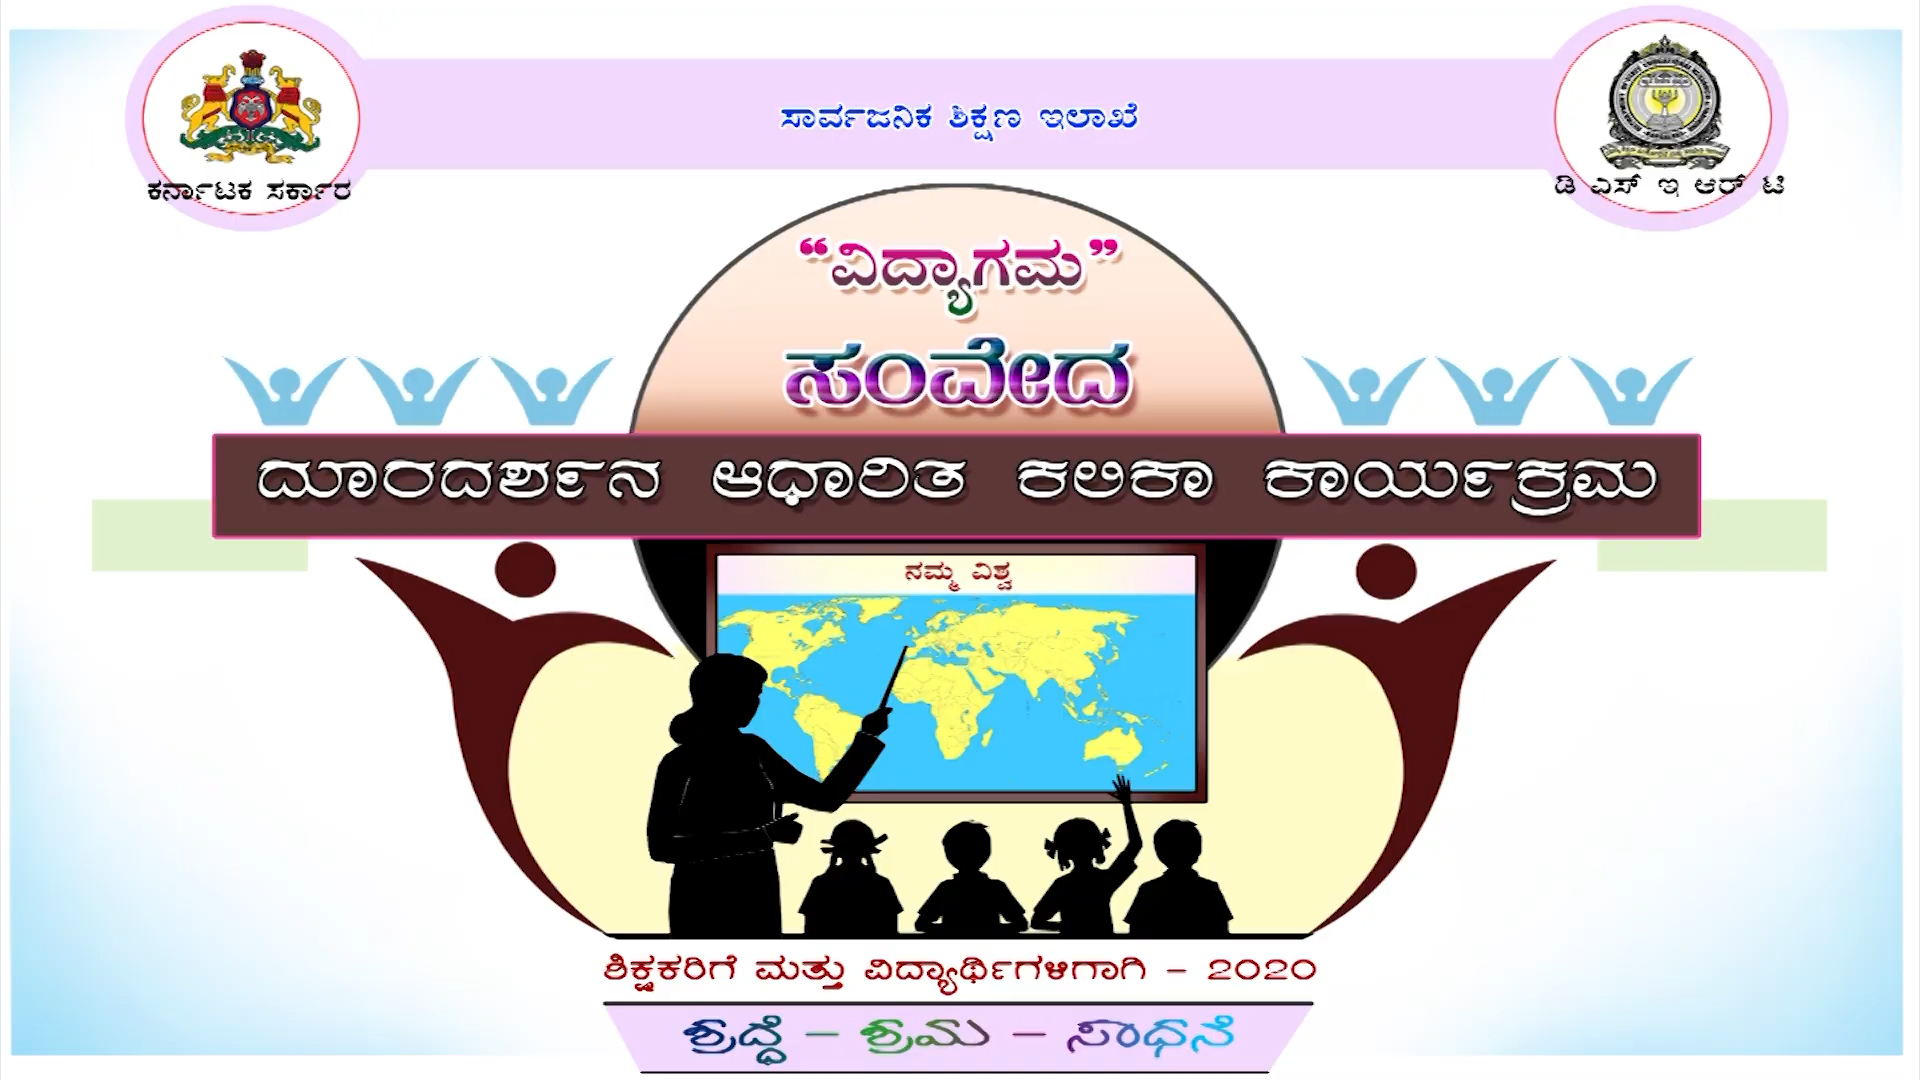 ಸಾರ್ವಜನಿಕ ಶಿಕ್ಷಣ ಇಲಾಖೆ
ಕರ್ನಾಟಕ ಸರ್ಕಾರ
ಡಿ ಎಸ್ ಇ ಆರ್ ಟಿ
“ವಿದ್ಯಾಗಮ”
ಸಂವೇದ
ದೂರದರ್ಶನ ಆಧಾರಿತ ಕಲಿಕಾ ಕಾರ್ಯಕ್ರಮ
ನಮ್ಮ ವಿಶ್ವ
ಶಿಕ್ಷಕರಿಗೆ ಮತ್ತು ವಿದ್ಯಾರ್ಥಿಗಳಿಗಾಗಿ - 2020
ಶ್ರದ್ಧೆ - ಶ್ರಮ - ಸಾಧನೆ